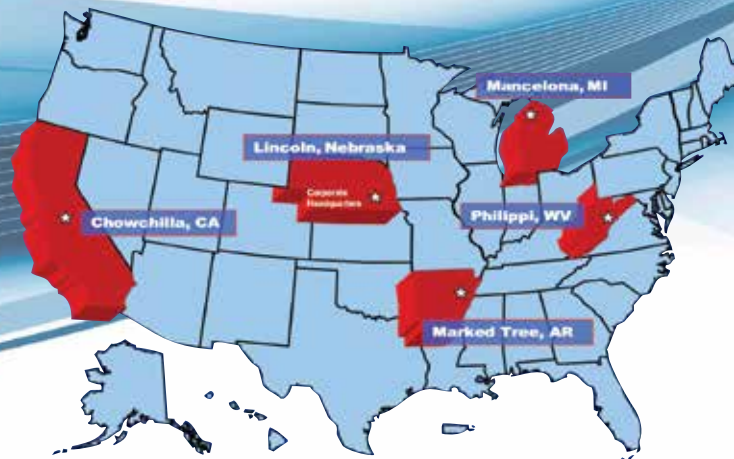 Mancelona, MI
Lincoln, Nebraska
Corporate
Headquarters
Chowchilla, CA
Philippi, WV
Marked Tree, AR